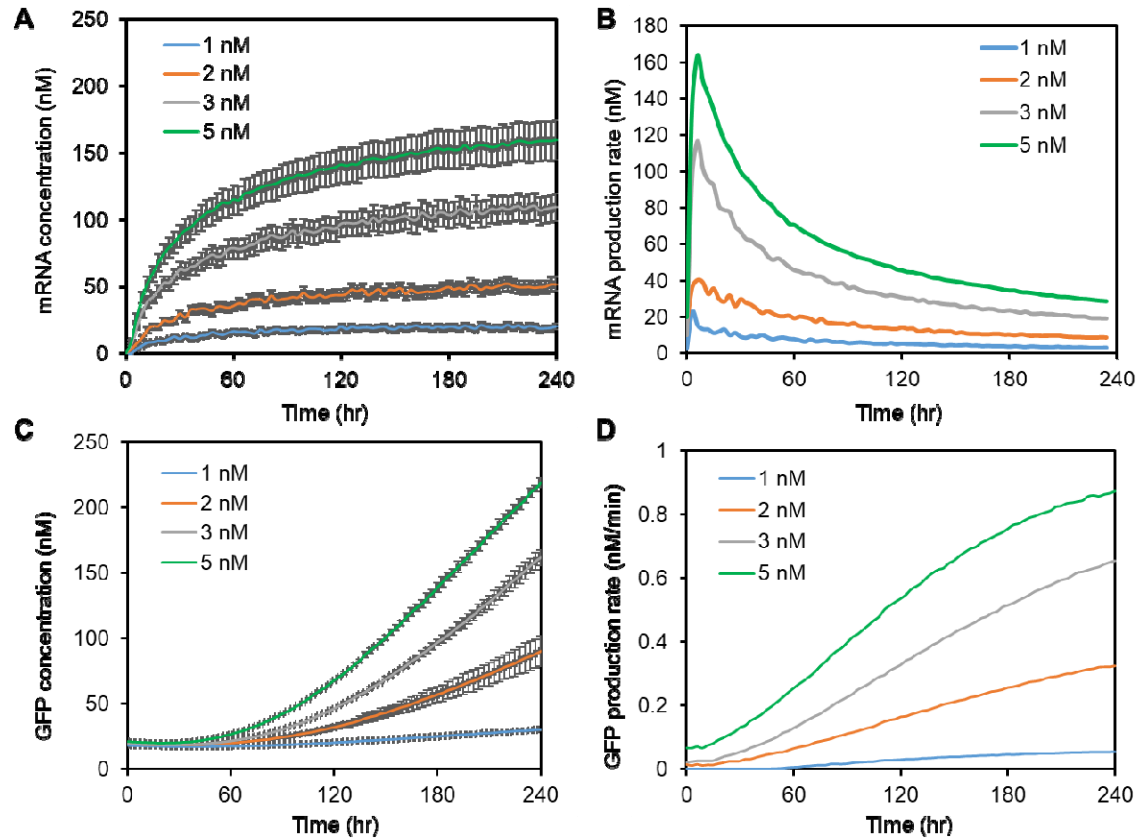 A
mRNA concentration (nM)
250
200
150
100
50
0
1 nM
2 nM
3 nM
5 nM
0 60 120 180 240
Time (hr)
B
mRNA production rate (nM)
180
160
140
120
100
80
60
40
20
0
1 nM
2 nM
3 nM
5 nM
0 60 120 180 240
Time (hr)
C
GFP concentration (nM)
250
200
150
100
50
0
1 nM
2 nM
3 nM
5 nM
0 60 120 180 240
Time (hr)
D
GFP production rate (nM/min)
1
0.8
0.6
0.4
0.2
0
1 nM
2 nM
3 nM
5 nM
0 60 120 180 240
Time (hr)